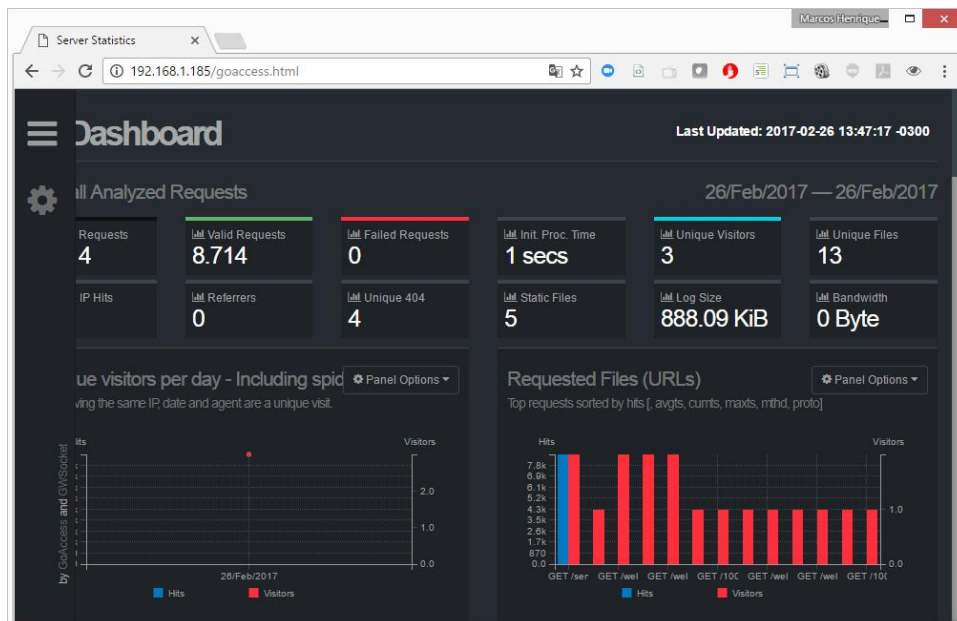 Marcos Henrique
Server Statistics
192.168.1.185/goaccess.html
Dashboard
Last Updated: 2017-02-26 13:47:17 -0300
all Analyzed Requests
26/Feb/2017 — 26/Feb/2017
Requests
4
Valid Requests
8.714
Failed Requests
0
Init. Proc. Time
1 secs
Unique Visitors
3
Unique Files
13
IP Hits
Referrers
0
Unique 404
4
Static Files
5
Log Size
888.09 KiB
Bandwidth
0 Byte
ue visitors per day - Including spid
Panel Options
ving the same IP, date and agent are a unique visit.
Hits
Visitors
2.0
1.0
0.0
26/Feb/2017
Hits
Visitors
by GoAccess and GWSocket
Requested Files (URLs)
Panel Options
Top requests sorted by hits [, avgts, cumts, maxts, mthd, proto]
Hits
Visitors
7.8k
6.9k
6.1k
5.2k
4.3k
3.5k
2.6k
1.7k
870
0.0
1.0
0.0
GET /ser GET /wel GET /wel GET /100 GET /wel GET /wel GET /100
Hits
Visitors